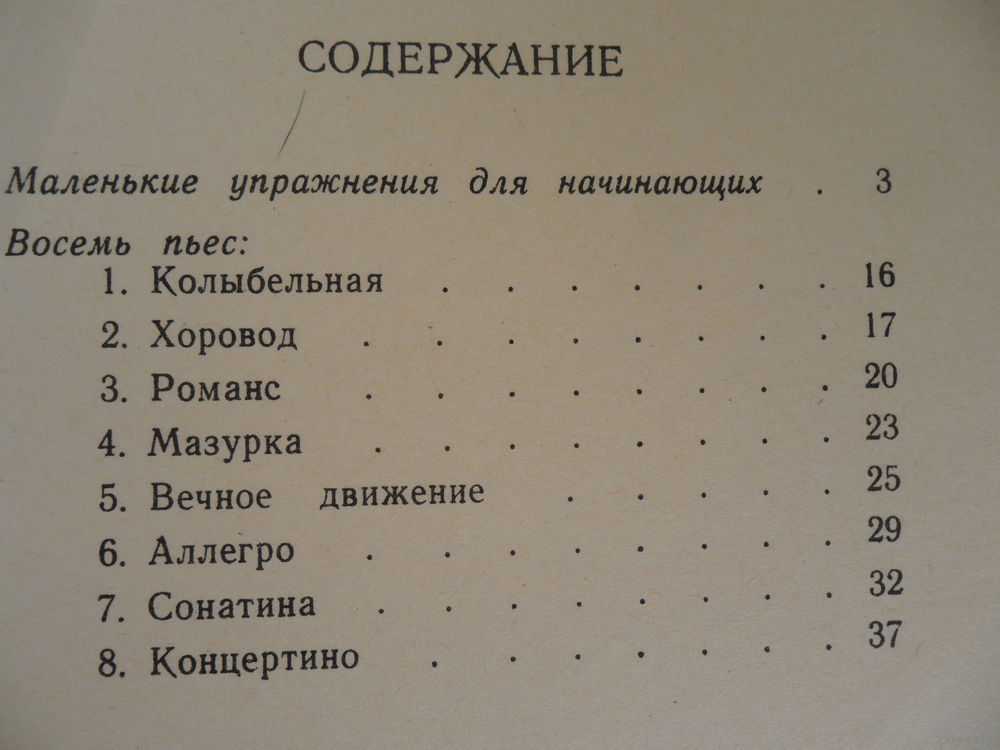 СОДЕРЖАНИЕ
Маленькие упражнения для начинающих . 3
Восемь пьес:
1. Колыбельная . . . . . . . 16
2. Хоровод . . . . . . . . 17
3. Романс . . . . . . . . 20
4. Мазурка . . . . . . . . 23
5. Вечное движение . . . . . 25
6. Аллегро . . . . . . . . 29
7. Сонатина . . . . . . . . 32
8. Концертино . . . . . . . 37